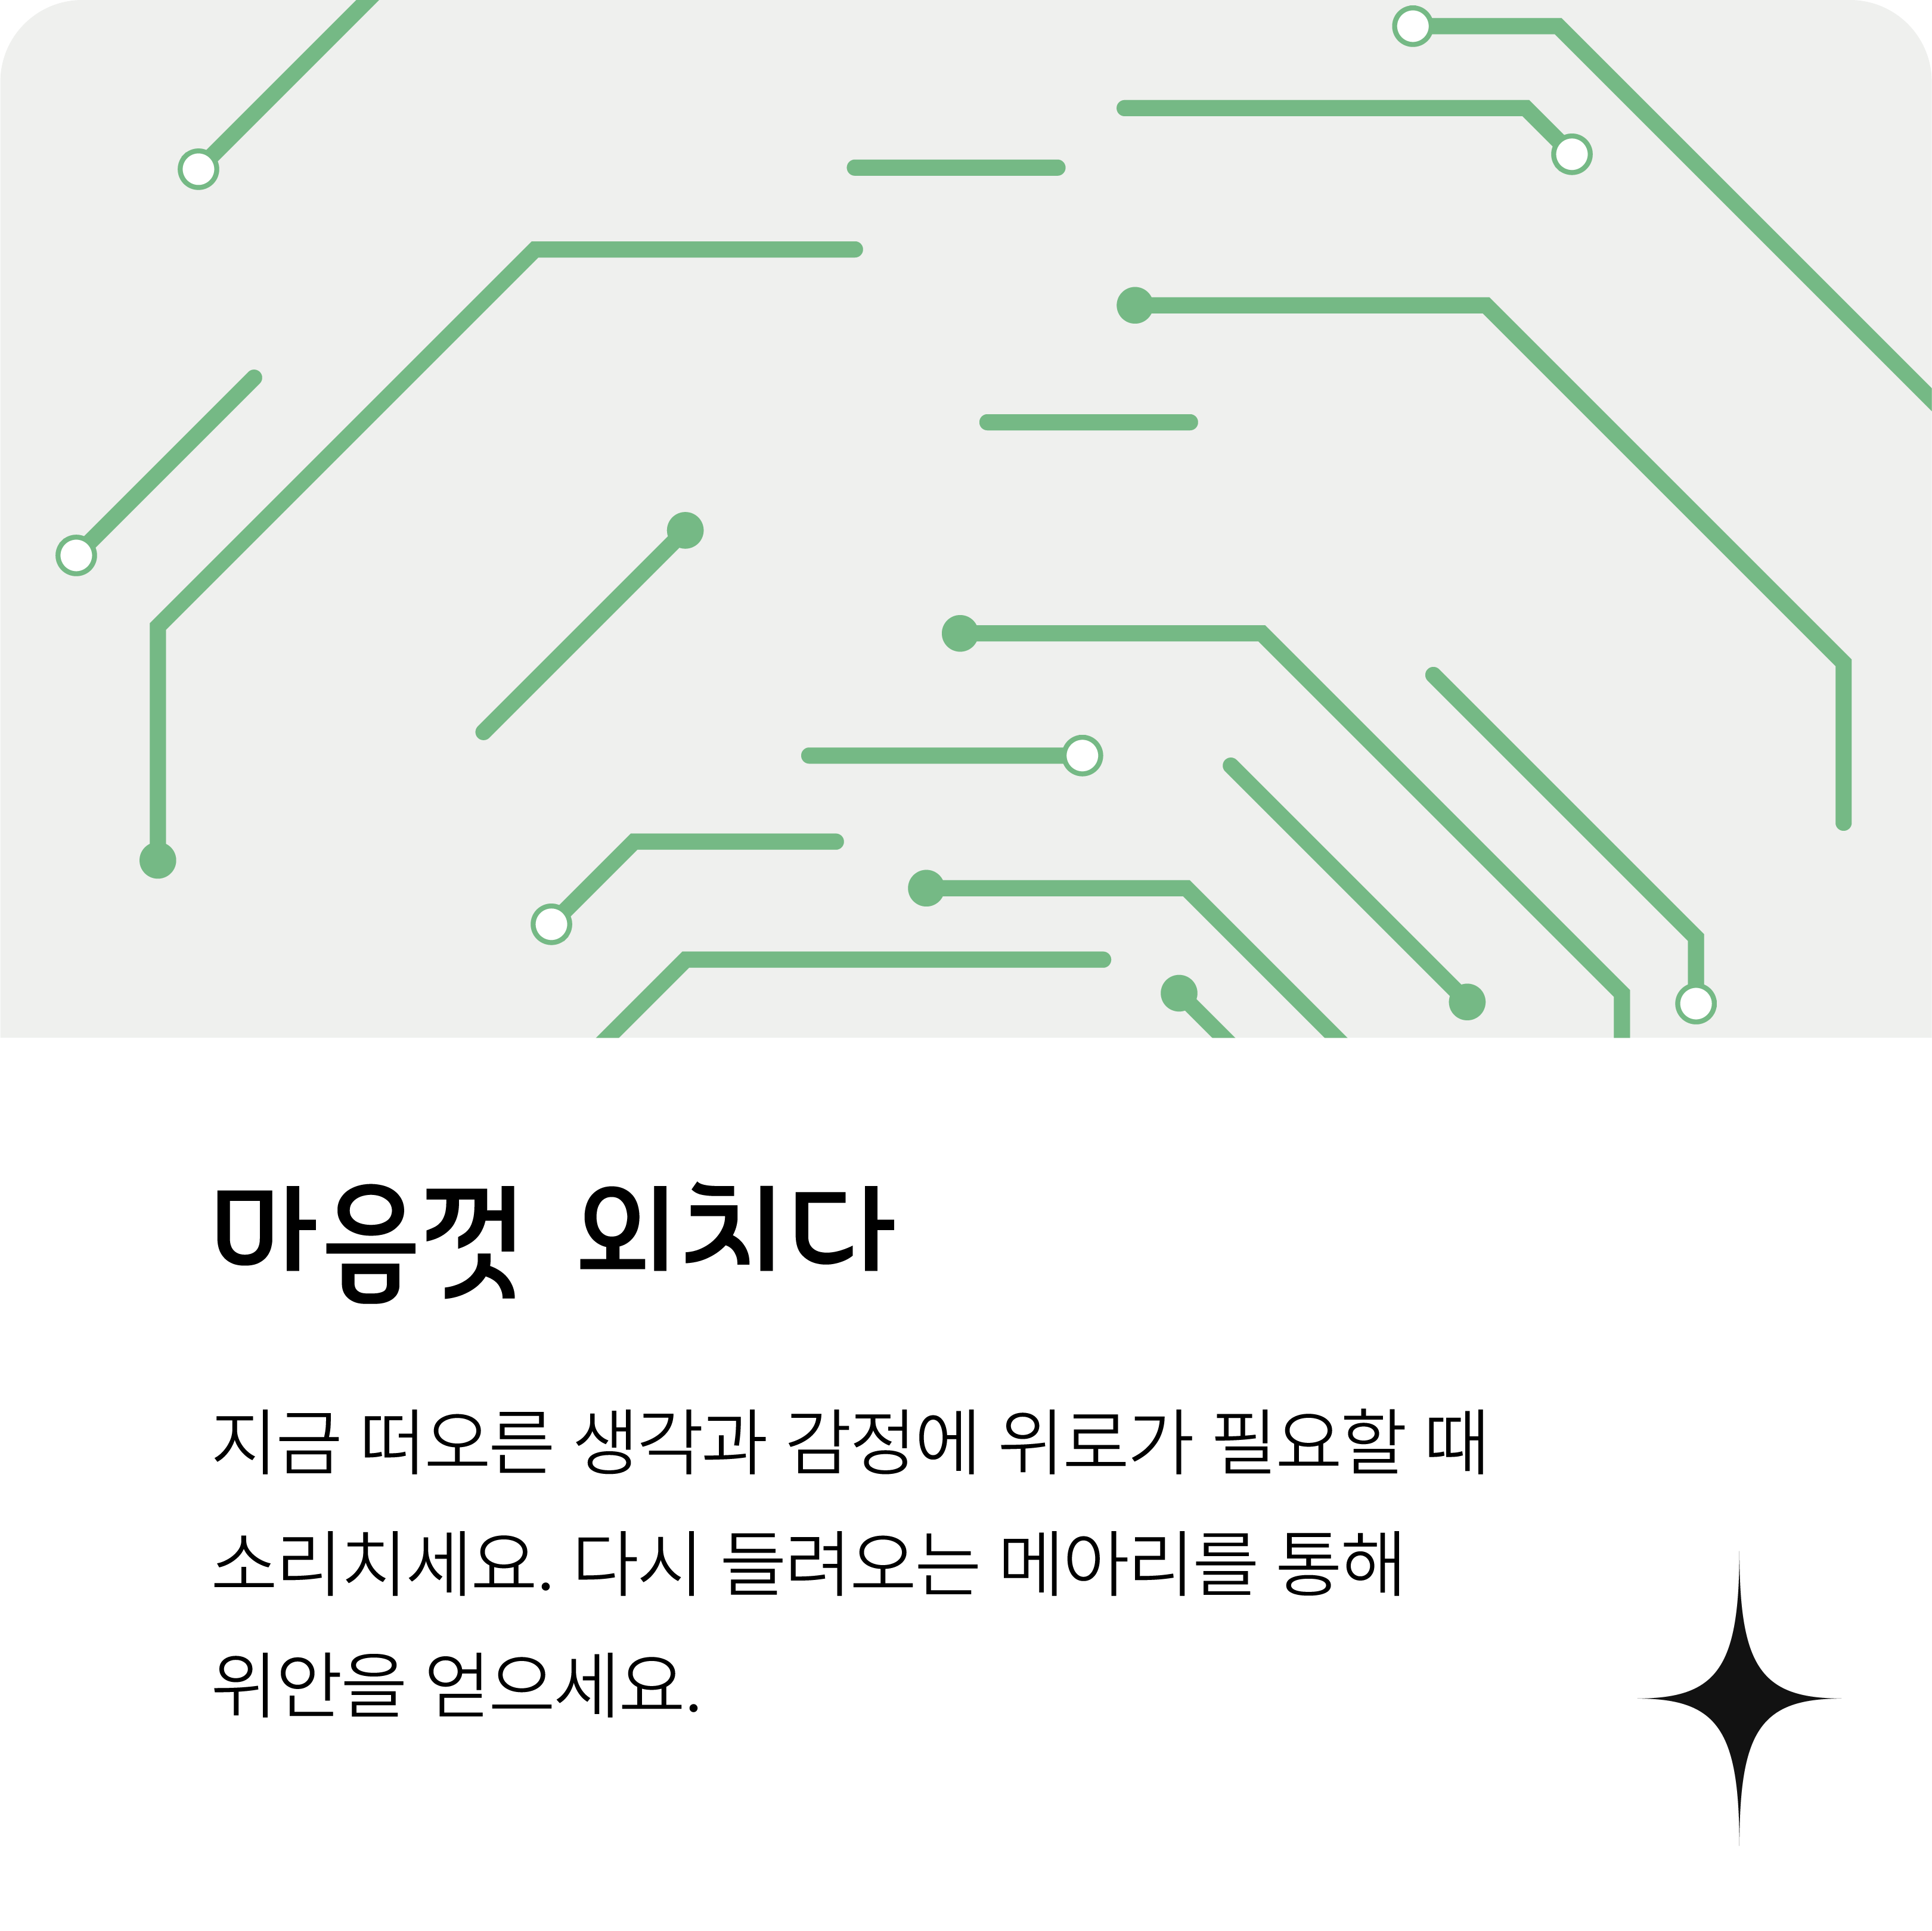 마음껏 외치다
지금 떠오른 생각과 감정에 위로가 필요할 때
소리치세요. 다시 들려오는 메아리를 통해
위안을 얻으세요.